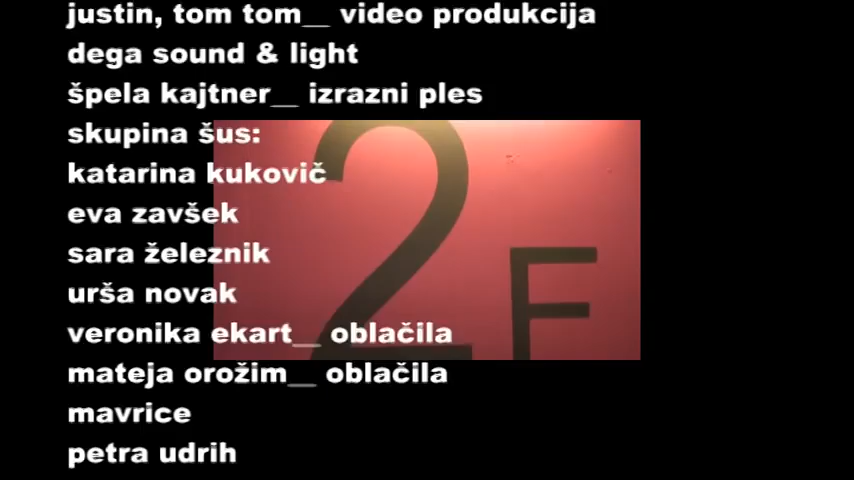 justin, tom tom__ video produkcija
dega sound & light
špela kajtner__ izrazni ples
skupina šus:
katarina kukovič
eva zavšek
sara železnik
urša novak
veronika ekart__ oblačila
mateja orožim__ oblačila
mavrice
petra udrih
2F